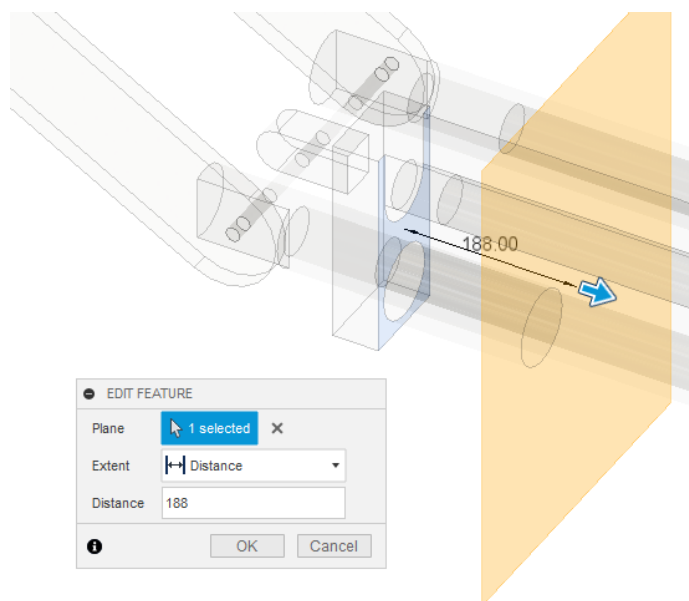 188.00
EDIT FEATURE
Plane 1 selected
Extent Distance
Distance 188
OK Cancel